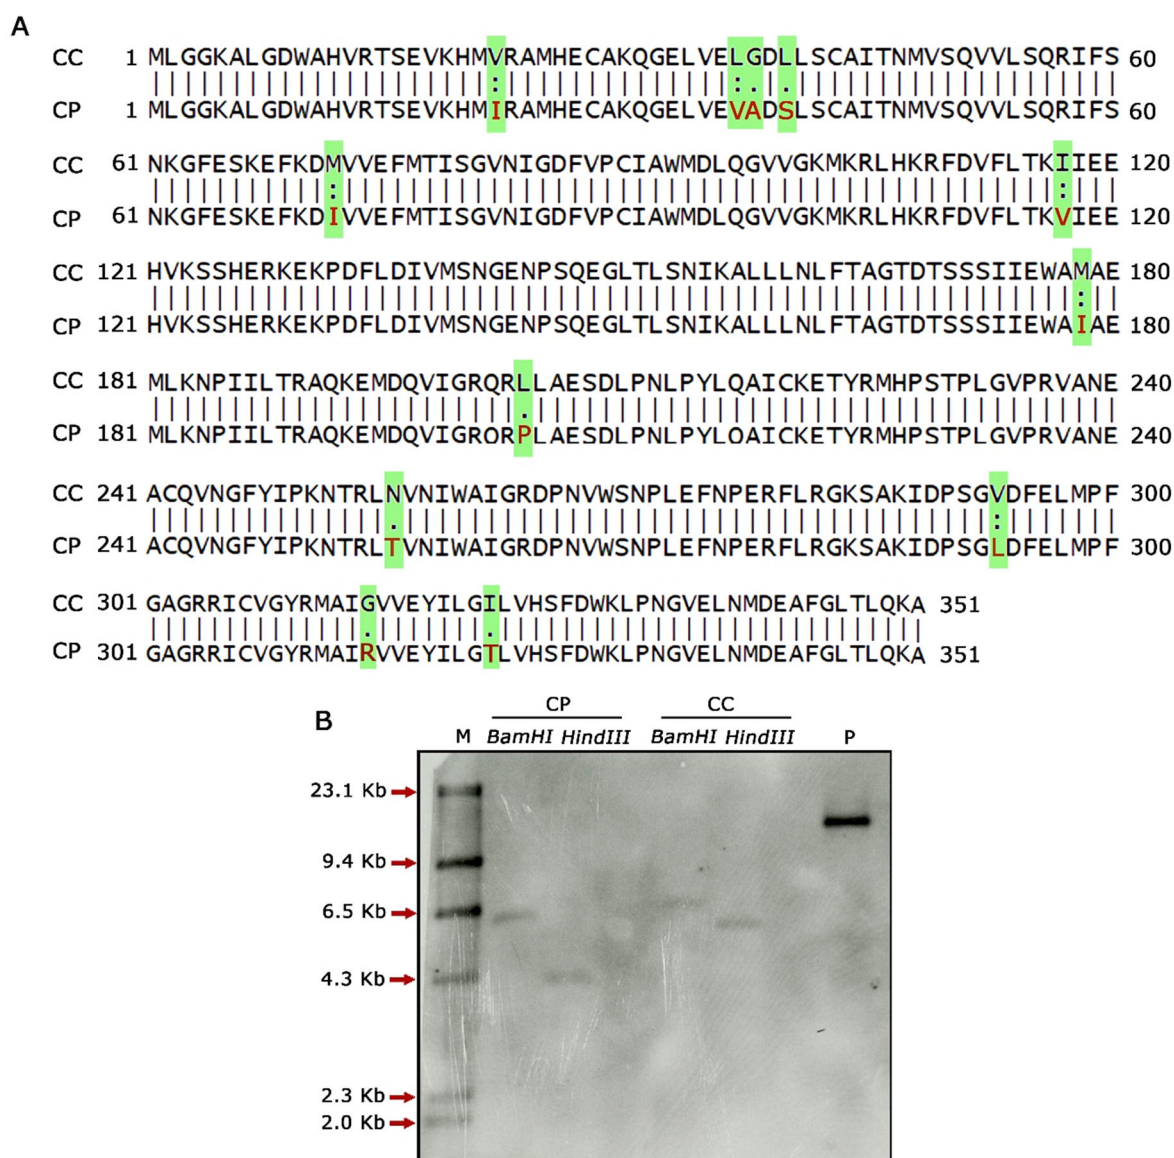 A
CC 1 MLGGKALGDWAHVRTSEVKHMVRAMHECAKQGELVELGDLLSCAITNMVSQVVLSQRIFS 60
CP 1 MLGGKALGDWAHVRTSEVKHMIRAMHECAKQGELVEVADSLSCAITNMVSQVVLSQRIFS 60
CC 61 NKGFESKEFKDMVVEFMTISGVNIGDFVPCIAWMDLQGVVGKMKRLHKRFDVFLTKIIEE 120
CP 61 NKGFESKEFKDIVVEFMTISGVNIGDFVPCIAWMDLQGVVGKMKRLHKRFDVFLTKVIEE 120
CC 121 HVKSSHERKEKPDFLDIVMSNGENPSQEGLTLSNIKALLLNLFTAGTDTSSSIIEWAMAE 180
CP 121 HVKSSHERKEKPDFLDIVMSNGENPSQEGLTLSNIKALLLNLFTAGTDTSSSIIEWAIAE 180
CC 181 MLKNPIILTRAQKEMDQVIGRQRLLAESDLPNLPYLQAICKETYRMHPSTPLGVPRVANE 240
CP 181 MLKNPIILTRAQKEMDQVIGRORPLAESDLPNLPYLOAICKETYRMHPSTPLGVPRVANE 240
CC 241 ACQVNGFYIPKNTRLNVNIWAIGRDPNVWSNPLEFNPERFLRGKSAKIDPSGVDFELMPF 300
CP 241 ACQVNGFYIPKNTRLTVNIWAIGRDPNVWSNPLEFNPERFLRGKSAKIDPSGLDFELMPF 300
CC 301 GAGRRICVGYRMAIGVVEYILGILVHSFDWKLPNGVELNMDEAFGLTLQKA 351
CP 301 GAGRRICVGYRMAIRVVEYILGTLVHSFDWKLPNGVELNMDEAFGLTLQKA 351
B
CP CC
M BamHI HindIII BamHI HindIII P
23.1 Kb
9.4 Kb
6.5 Kb
4.3 Kb
2.3 Kb
2.0 Kb